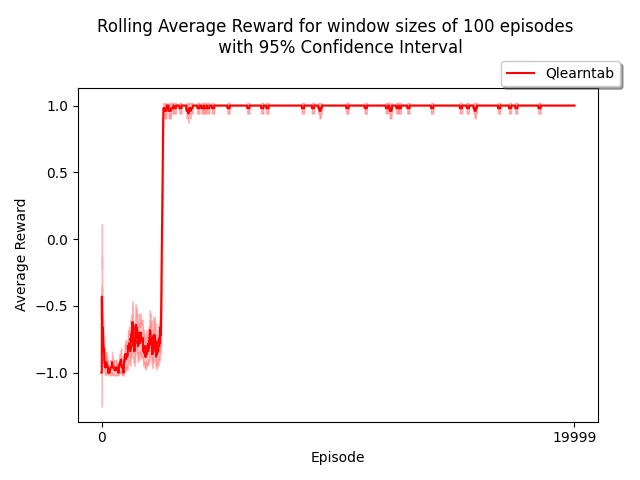 Rolling Average Reward for window sizes of 100 episodes
with 95% Confidence Interval
Qlearntab
1.0
0.5
0.0
−0.5
−1.0
Average Reward
0
19999
Episode